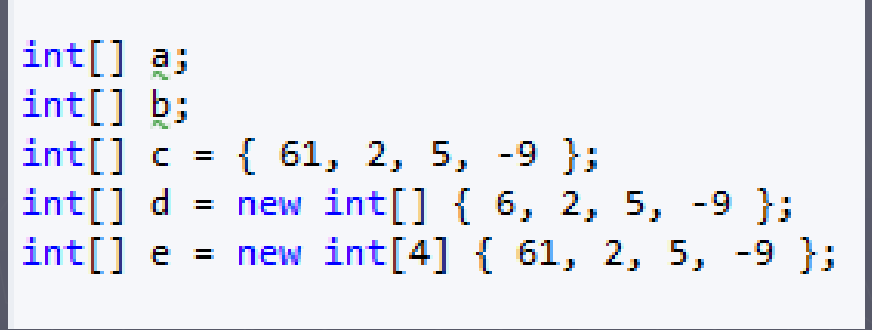 int[] a;
int[] b;
int[] c = { 61, 2, 5, -9 };
int[] d = new int[] { 6, 2, 5, -9 };
int[] e = new int[4] { 61, 2, 5, -9 };